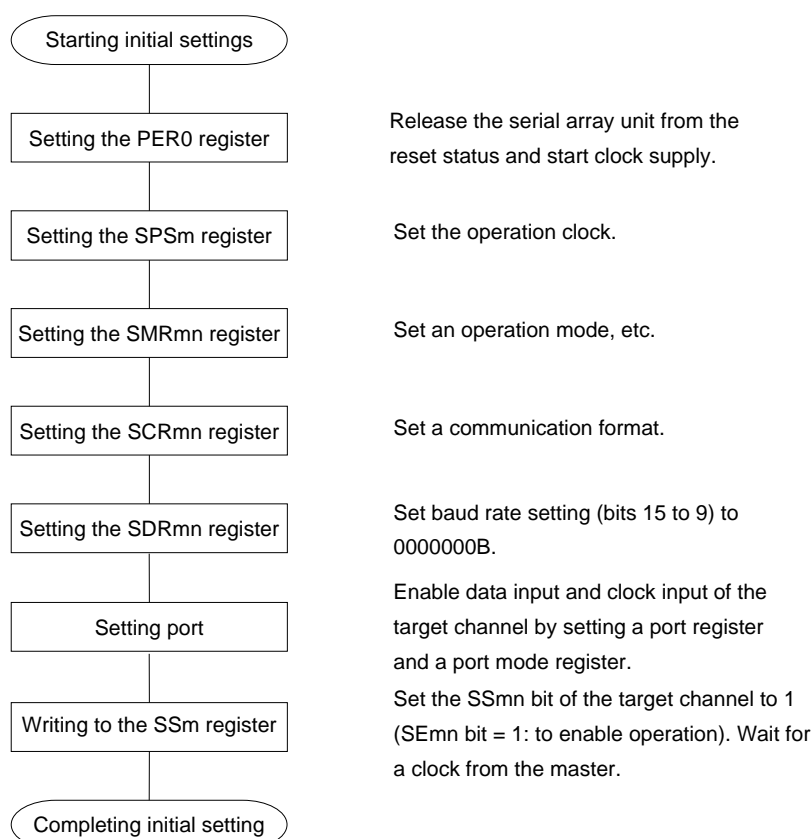 Starting initial settings
Setting the PER0 register
Release the serial array unit from the
reset status and start clock supply.
Setting the SPSm register
Set the operation clock.
Setting the SMRmn register
Set an operation mode, etc.
Setting the SCRmn register
Set a communication format.
Setting the SDRmn register
Set baud rate setting (bits 15 to 9) to
0000000B.
Setting port
Enable data input and clock input of the
target channel by setting a port register
and a port mode register.
Writing to the SSm register
Set the SSmn bit of the target channel to 1
(SEmn bit = 1: to enable operation). Wait for
a clock from the master.
Completing initial setting